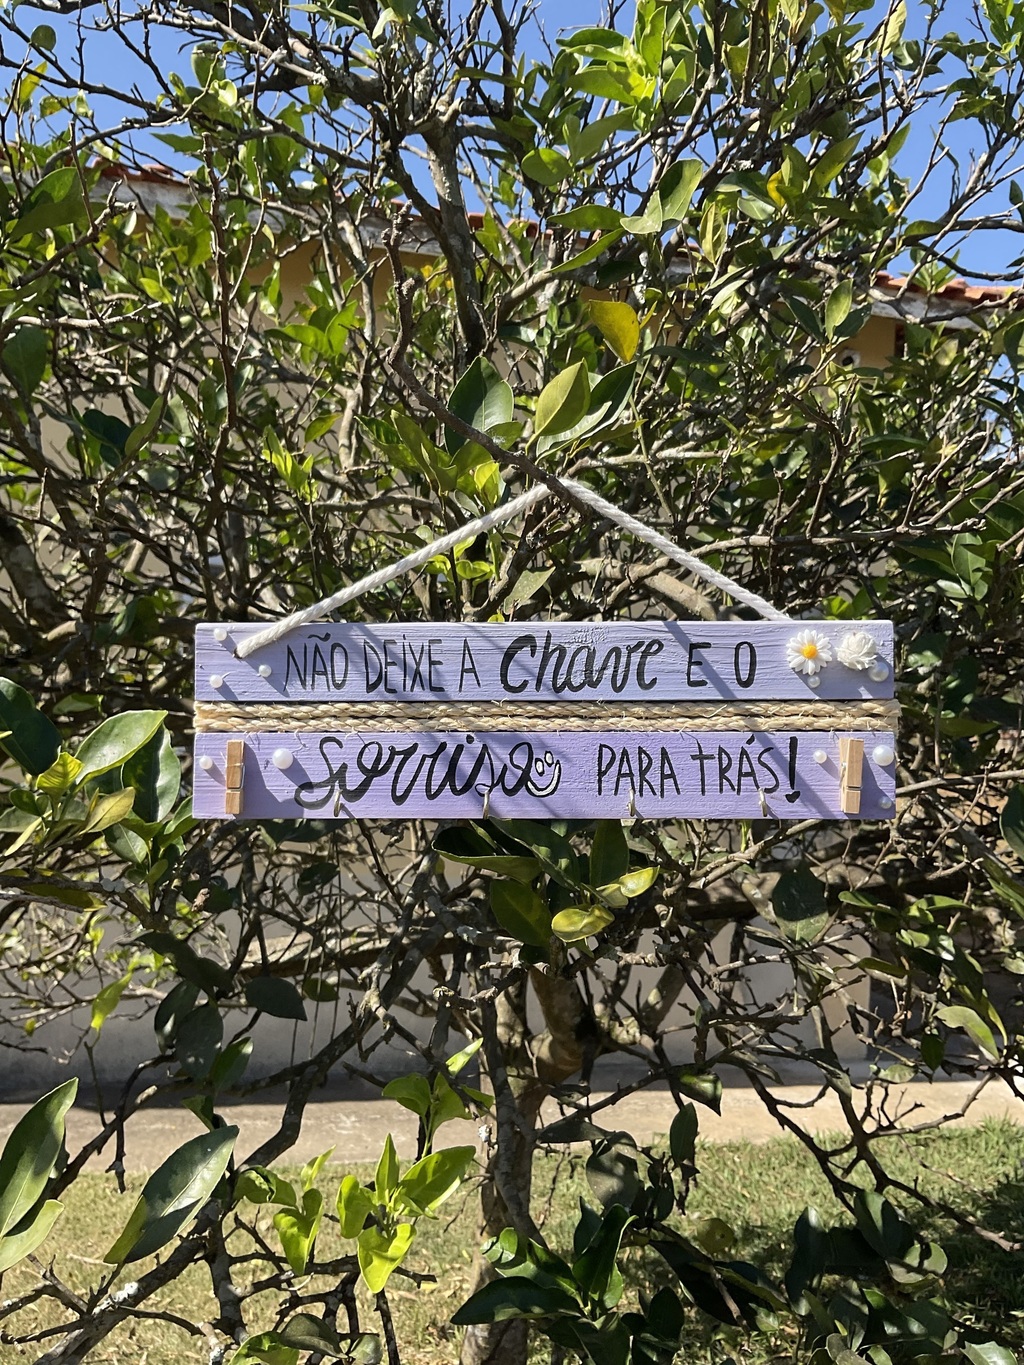 NÃO DEIXE A Chave E O
Sorriso PARA TRÁS!